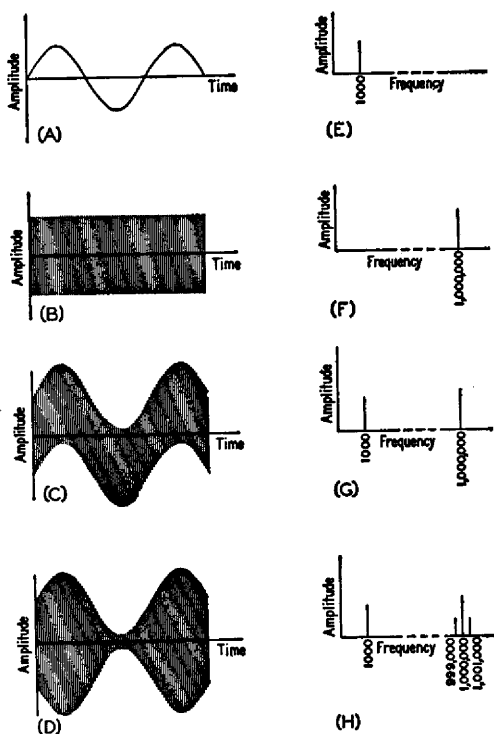 Amplitude
Time
(A)
Amplitude
Frequency
1000
(E)
Amplitude
Time
(B)
Amplitude
Frequency
1,000,000
(F)
Amplitude
Time
(C)
Amplitude
Frequency
1000
1,000,000
(G)
Amplitude
Time
(D)
Amplitude
Frequency
1000
999,000
1,000,000
1,001,000
(H)